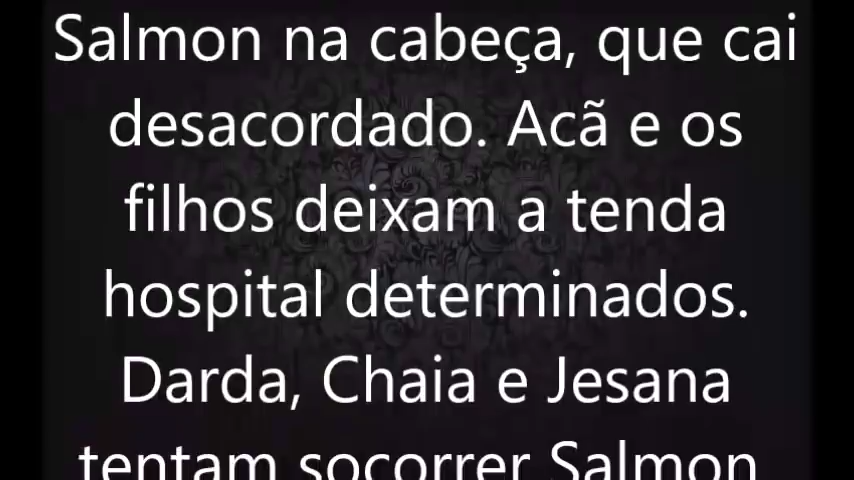 Salmon na cabeça, que cai
desacordado. Acã e os
filhos deixam a tenda
hospital determinados.
Darda, Chaia e Jesana
tentam socorrer Salmon